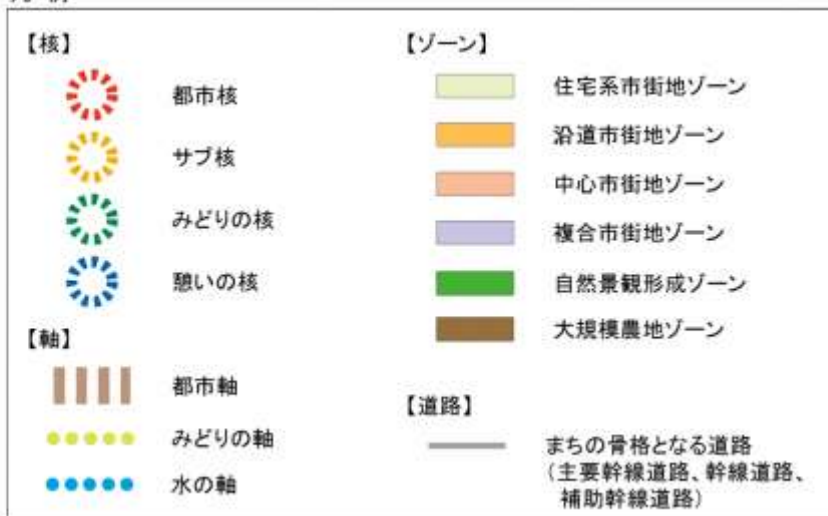 【核】
都市核
サブ核
みどりの核
憩いの核
【軸】
都市軸
みどりの軸
水の軸
【ゾーン】
住宅系市街地ゾーン
沿道市街地ゾーン
中心市街地ゾーン
複合市街地ゾーン
自然景観形成ゾーン
大規模農地ゾーン
【道路】
まちの骨格となる道路
（主要幹線道路、幹線道路、
補助幹線道路）